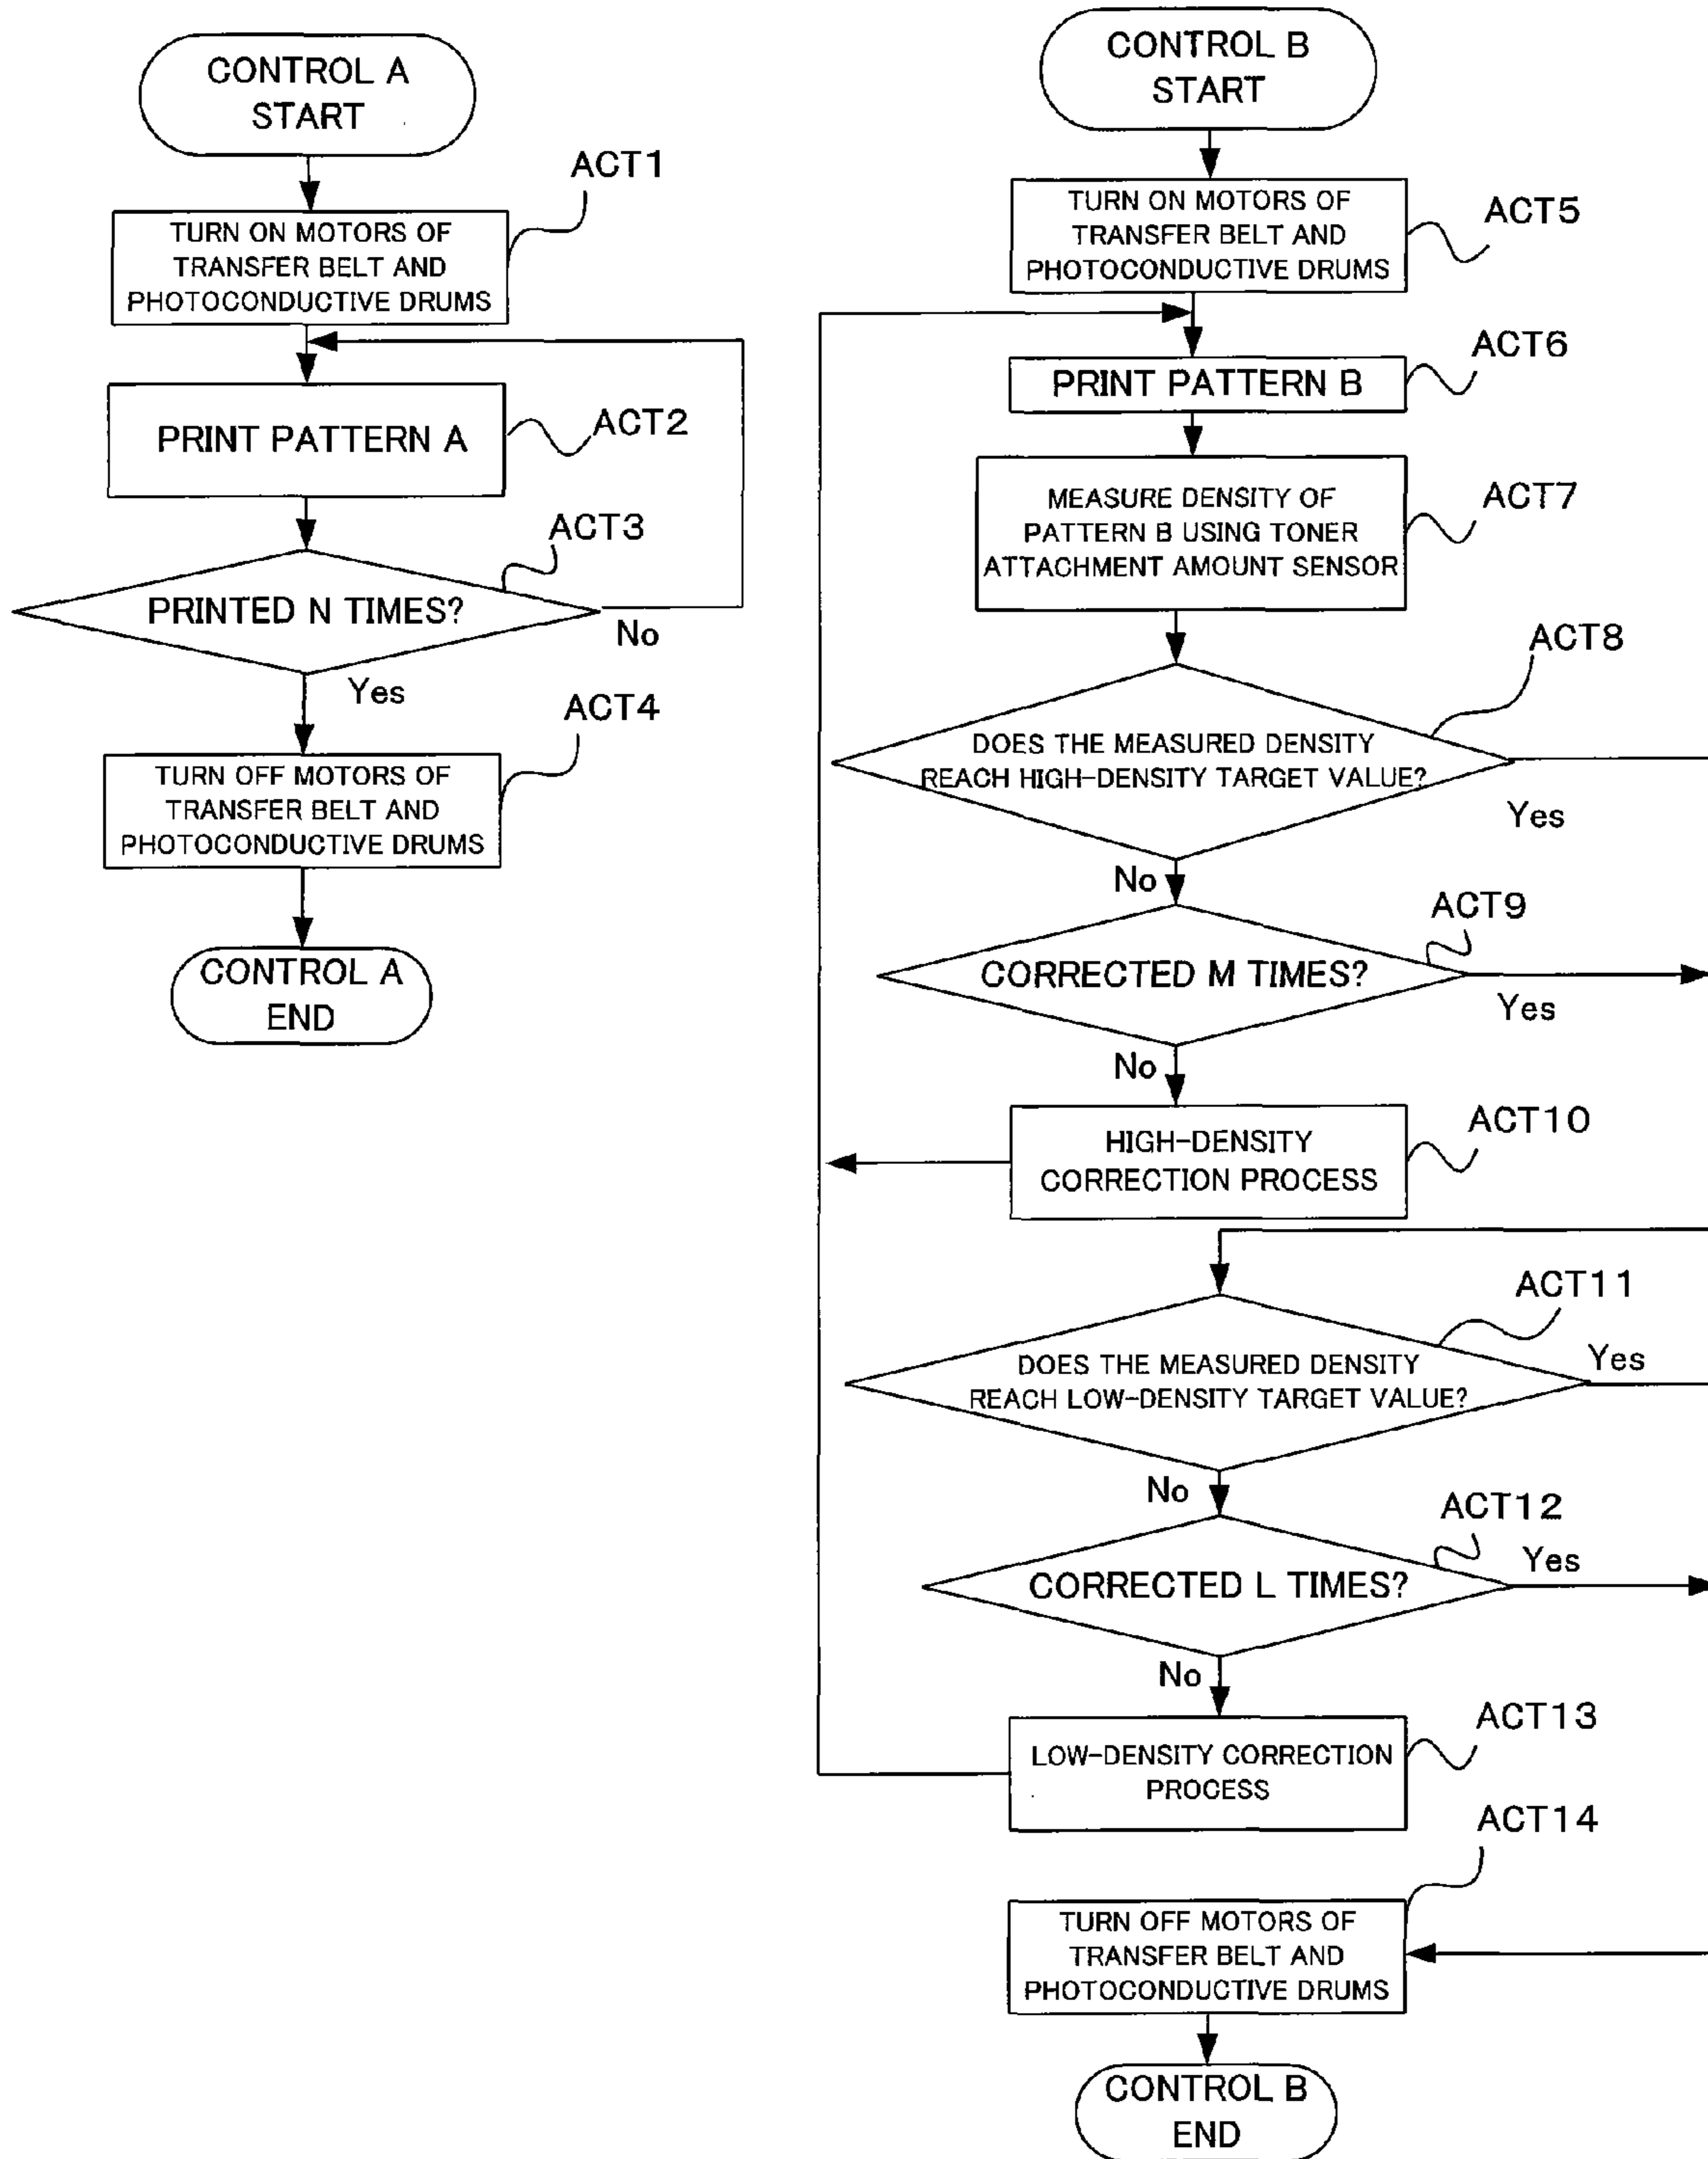 CONTROL A
START
ACT1
TURN ON MOTORS OF
TRANSFER BELT AND
PHOTOCONDUCTIVE DRUMS
PRINT PATTERN A
ACT2
ACT3
PRINTED N TIMES?
No
Yes
ACT4
TURN OFF MOTORS OF
TRANSFER BELT AND
PHOTOCONDUCTIVE DRUMS
CONTROL A
END
CONTROL B
START
TURN ON MOTORS OF
TRANSFER BELT AND
PHOTOCONDUCTIVE DRUMS
ACT5
PRINT PATTERN B
ACT6
MEASURE DENSITY OF
PATTERN B USING TONER
ATTACHMENT AMOUNT SENSOR
ACT7
ACT8
DOES THE MEASURED DENSITY
REACH HIGH-DENSITY TARGET VALUE?
Yes
No
ACT9
CORRECTED M TIMES?
Yes
No
HIGH-DENSITY
CORRECTION PROCESS
ACT10
ACT11
DOES THE MEASURED DENSITY
REACH LOW-DENSITY TARGET VALUE?
Yes
No
ACT12
CORRECTED L TIMES?
Yes
No
LOW-DENSITY CORRECTION
PROCESS
ACT13
ACT14
TURN OFF MOTORS OF
TRANSFER BELT AND
PHOTOCONDUCTIVE DRUMS
CONTROL B
END